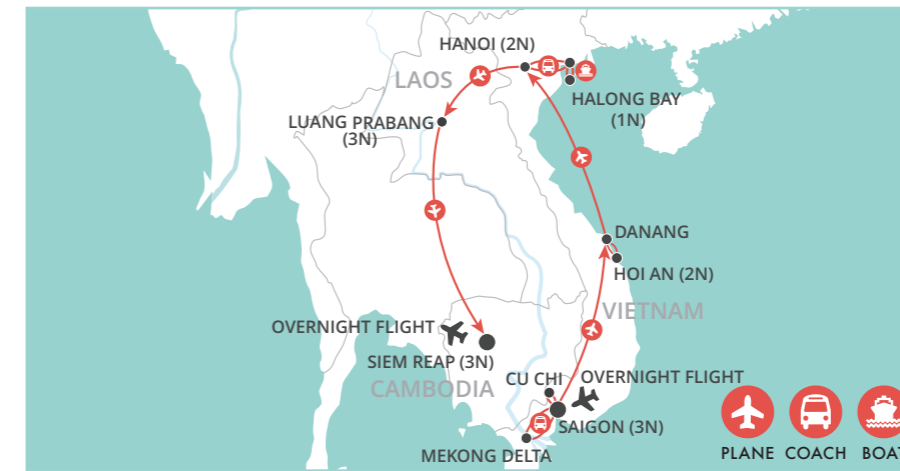 HANOI (2N)
LAOS
HALONG BAY
(1N)
LUANG PRABANG
(3N)
DANANG
HOI AN (2N)
VIETNAM
OVERNIGHT FLIGHT
SIEM REAP (3N)
CAMBODIA
CU CHI
OVERNIGHT FLIGHT
SAIGON (3N)
MEKONG DELTA
PLANE COACH BOAT